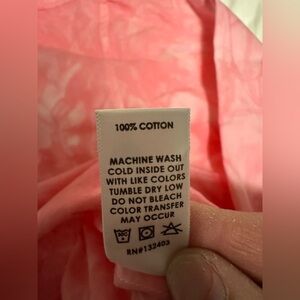 100% COTTON
MACHINE WASH
COLD INSIDE OUT
WITH LIKE COLORS
TUMBLE DRY LOW
DO NOT BLEACH
COLOR TRANSFER
MAY OCCUR
RN#132403